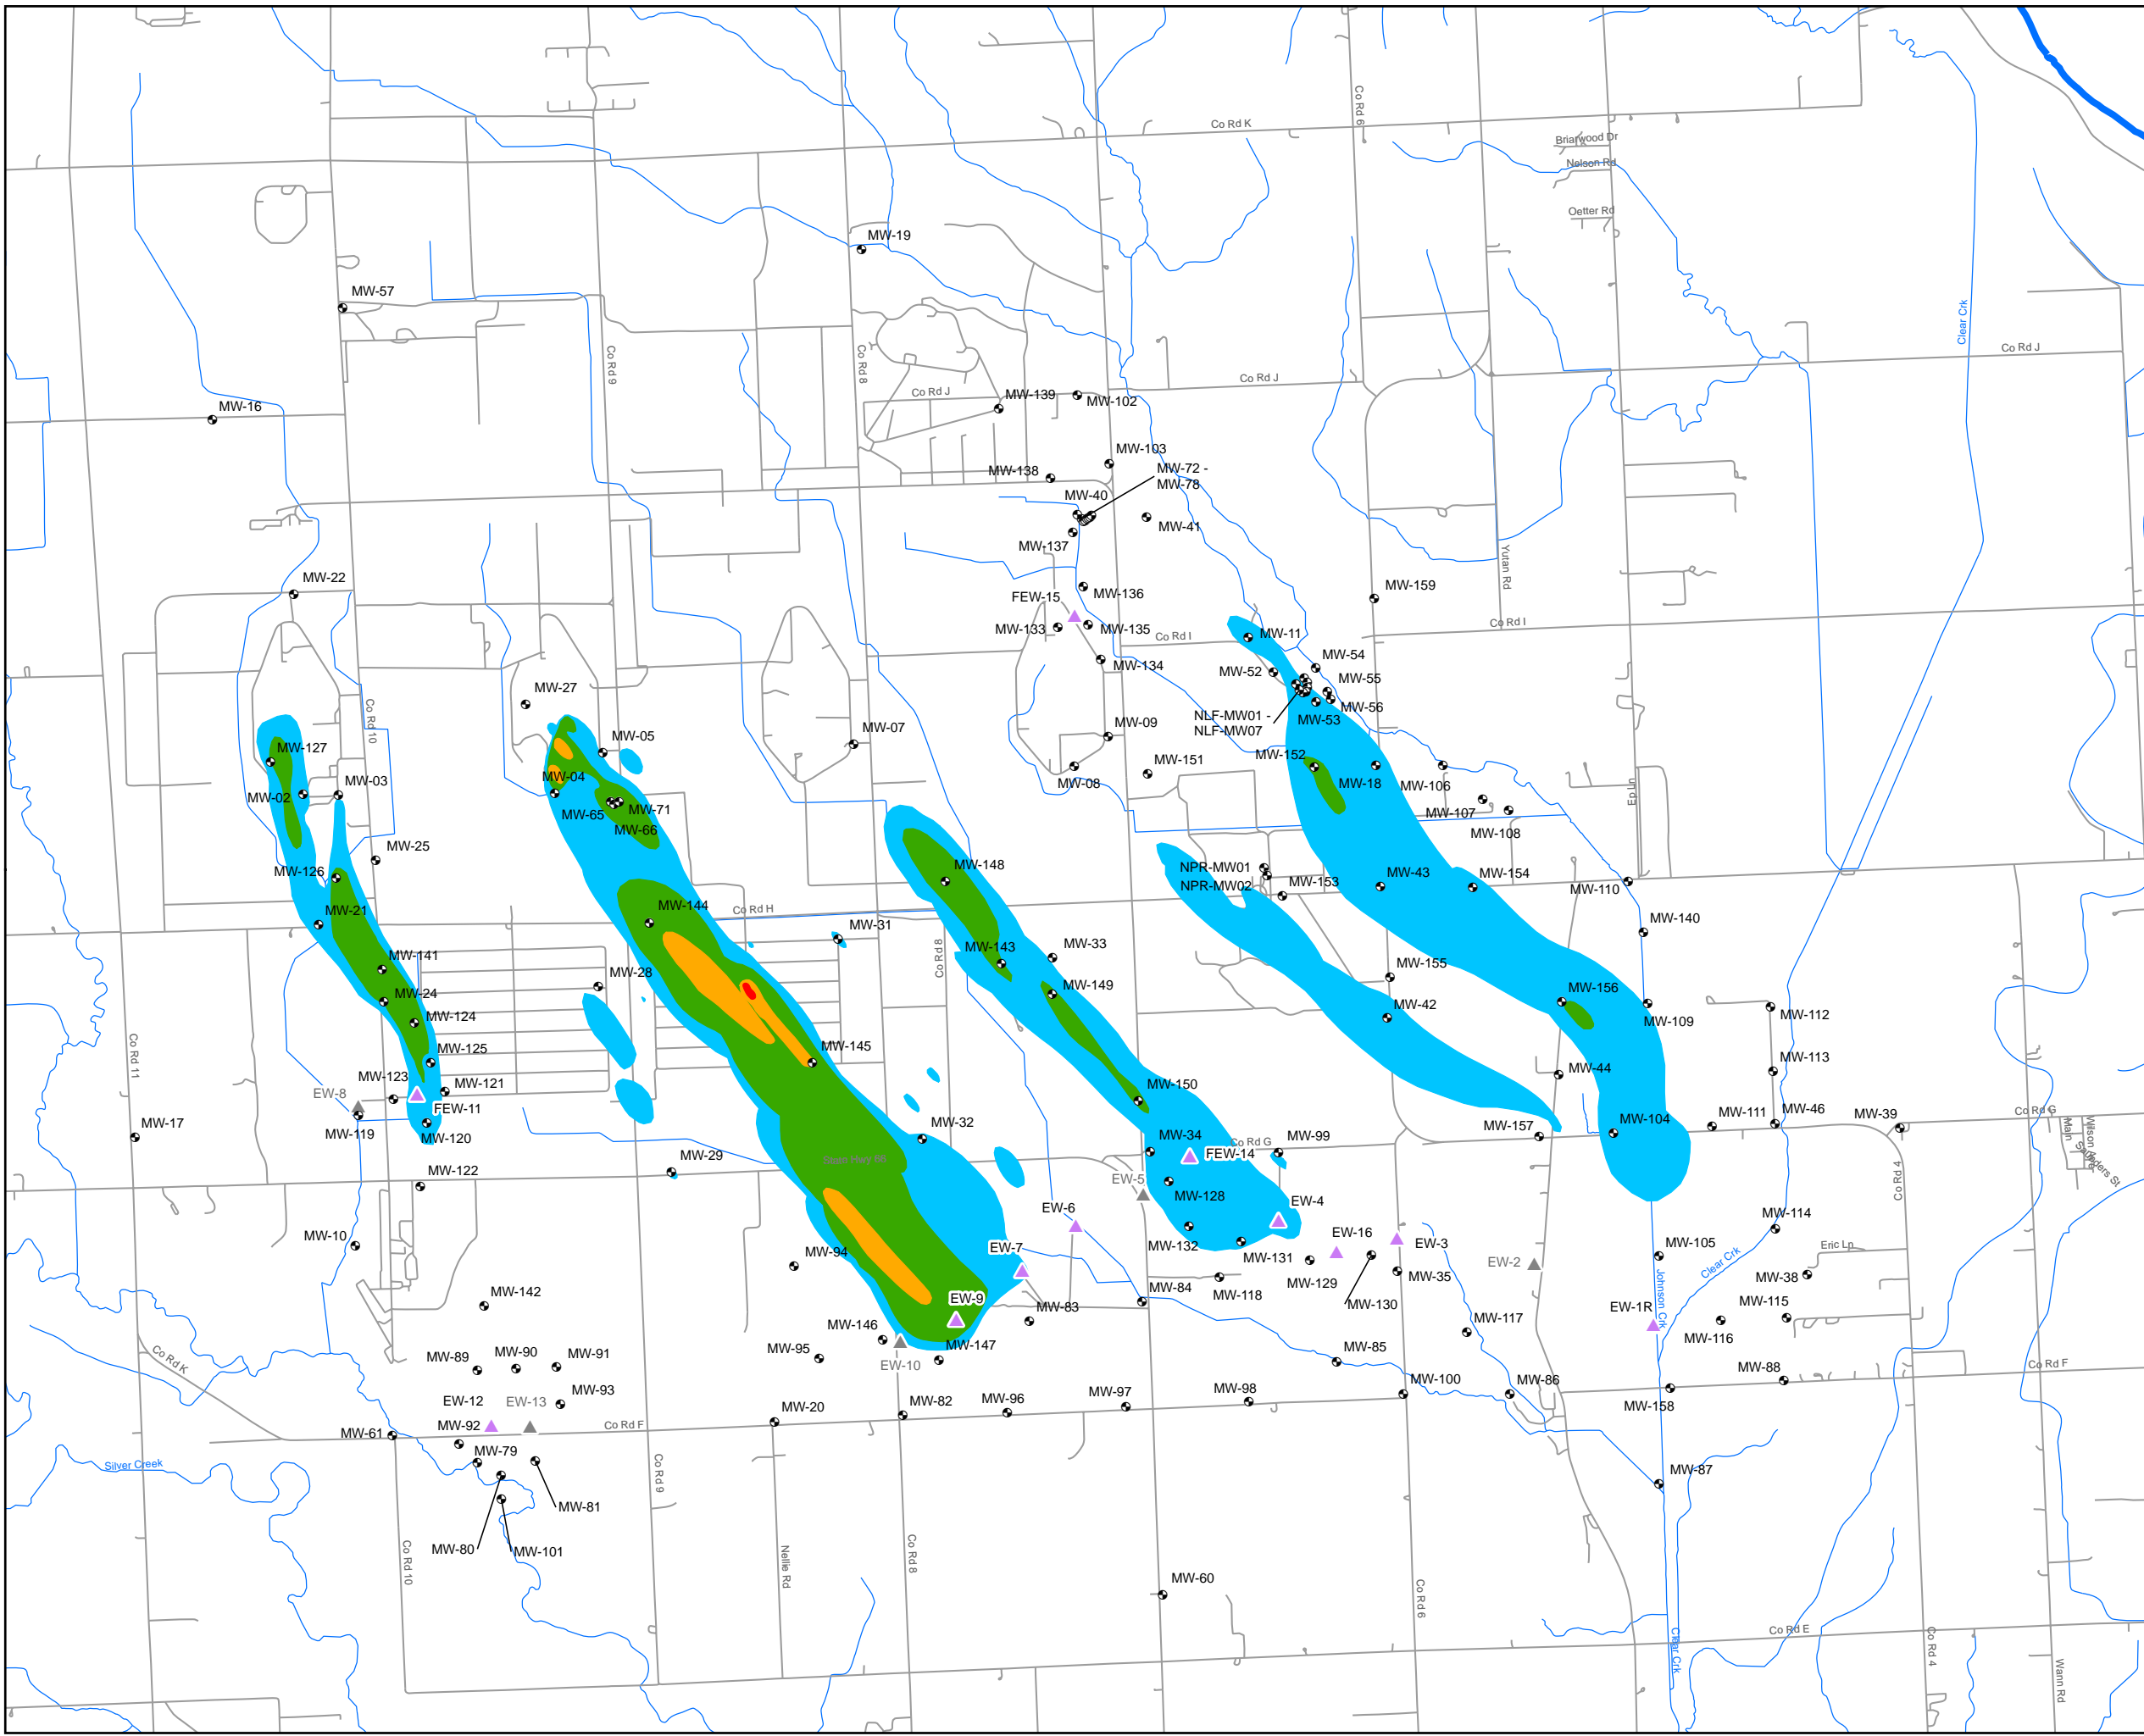 Co Rd K
Co Rd 6
Briarwood Dr
Nelson Rd
Oetter Rd
MW-19
MW-57
Clear Crk
Co Rd 9
Co Rd 8
Co Rd J
Co Rd J
Co Rd J
MW-139
MW-102
MW-16
MW-103
MW-138
MW-72 -
MW-78
MW-40
MW-41
MW-137
Yutan Rd
MW-22
MW-136
FEW-15
MW-159
MW-133
MW-135
Co Rd I
MW-11
Co Rd I
MW-134
MW-54
MW-52
MW-55
MW-27
MW-56
NLF-MW01 -
NLF-MW07
MW-53
Co Rd 10
MW-09
MW-07
MW-05
MW-127
MW-151
MW-152
MW-04
MW-03
MW-08
MW-18
MW-106
MW-02
Ep Ln
MW-65
MW-71
MW-107
MW-66
MW-108
MW-25
MW-148
NPR-MW01
MW-126
MW-43
MW-154
NPR-MW02
MW-153
MW-110
MW-144
Co Rd H
MW-21
MW-31
MW-140
MW-143
MW-33
Co Rd 8
MW-141
MW-28
MW-155
MW-24
MW-149
MW-156
MW-42
MW-112
MW-124
MW-109
Co Rd 11
MW-125
MW-145
MW-113
MW-123
MW-44
MW-121
MW-150
EW-8
FEW-11
MW-111
MW-46
MW-39
Co Rd G
MW-17
MW-119
MW-120
MW-32
MW-34
Co Rd G
MW-99
MW-157
MW-104
Main
Wilson St
Saunders St
MW-29
FEW-14
MW-122
EW-5
Co Rd 4
MW-128
EW-4
EW-6
MW-114
MW-10
EW-16
EW-3
MW-132
MW-94
EW-7
MW-131
MW-105
Eric Ln
Clear Crk
EW-2
MW-35
MW-129
MW-38
MW-84
MW-118
Johnson Crk
MW-142
EW-9
MW-83
MW-130
EW-1R
MW-115
MW-146
MW-117
MW-116
MW-147
MW-95
MW-85
Co Rd K
MW-89
MW-90
MW-91
EW-10
Co Rd F
MW-88
MW-100
MW-86
MW-93
EW-12
EW-13
MW-98
MW-97
MW-96
MW-82
MW-158
MW-20
Co Rd F
MW-61
MW-92
MW-79
Silver Creek
MW-87
Co Rd 9
MW-81
MW-80
MW-101
Co Rd 10
Nellie Rd
Co Rd 8
MW-60
Co Rd 6
Clear Crk
Co Rd E
Co Rd 4
Wann Rd